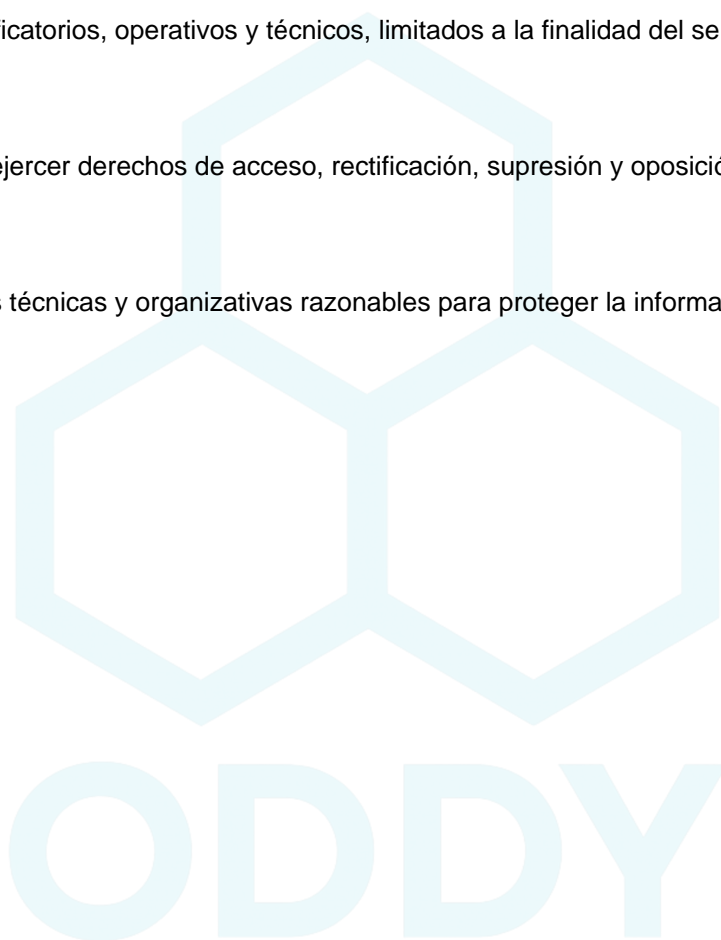 ficatorios, operativos y técnicos, limitados a la finalidad del se
ejercer derechos de acceso, rectificación, supresión y oposició
s técnicas y organizativas razonables para proteger la informa
ODDY